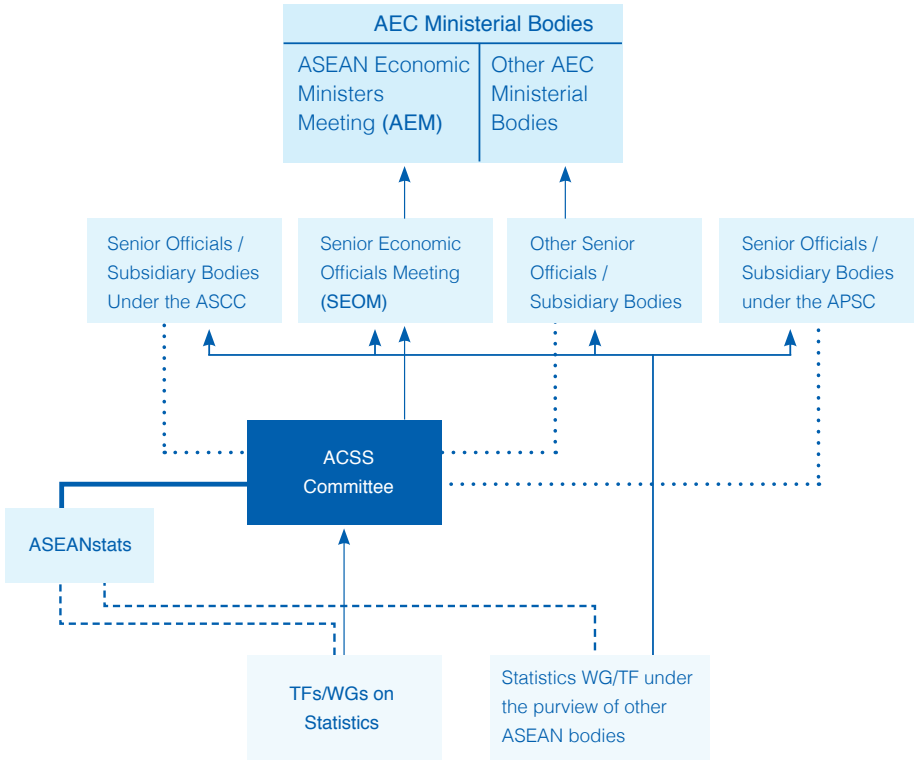 AEC Ministerial Bodies
ASEAN Economic
Ministers
Meeting (AEM)
Other AEC
Ministerial
Bodies
Senior Officials /
Subsidiary Bodies
Under the ASCC
Senior Economic
Officials Meeting
(SEOM)
Other Senior
Officials /
Subsidiary Bodies
Senior Officials /
Subsidiary Bodies
under the APSC
ACSS
Committee
ASEANstats
TFs/WGs on
Statistics
Statistics WG/TF under
the purview of other
ASEAN bodies